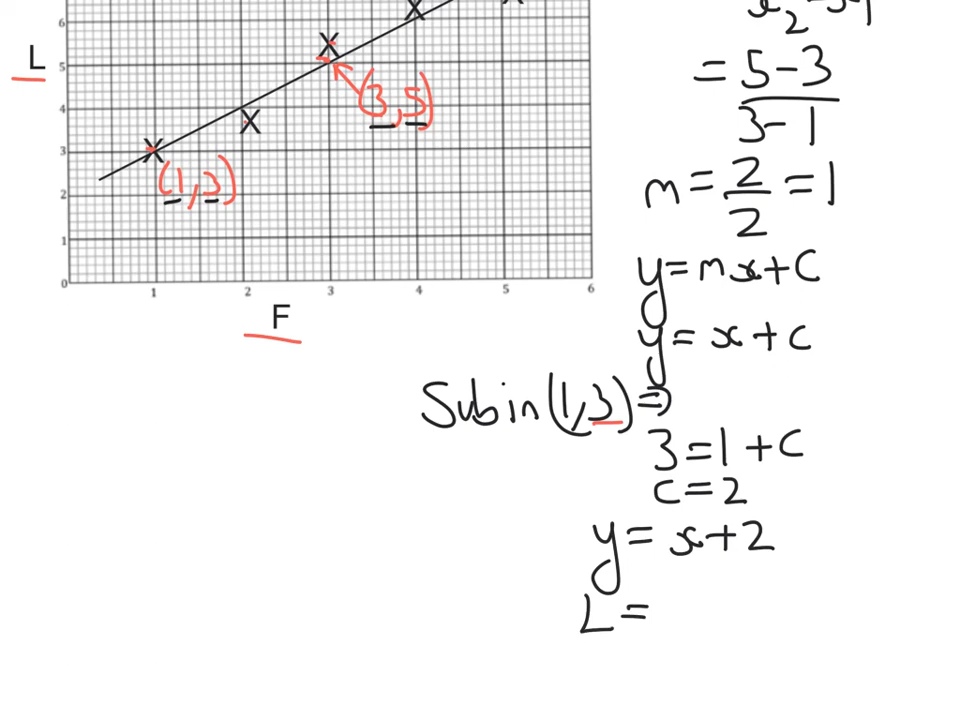 6
L
5
4
3
2
1
0
1 2 3 4 5 6
F
(3,5)
(1,3)
= 5-3
3-1
m = 2 = 1
2
y = mx + c
y = x + c
Sub in (1,3) ⇒
3 = 1 + c
c = 2
y = x + 2
L =